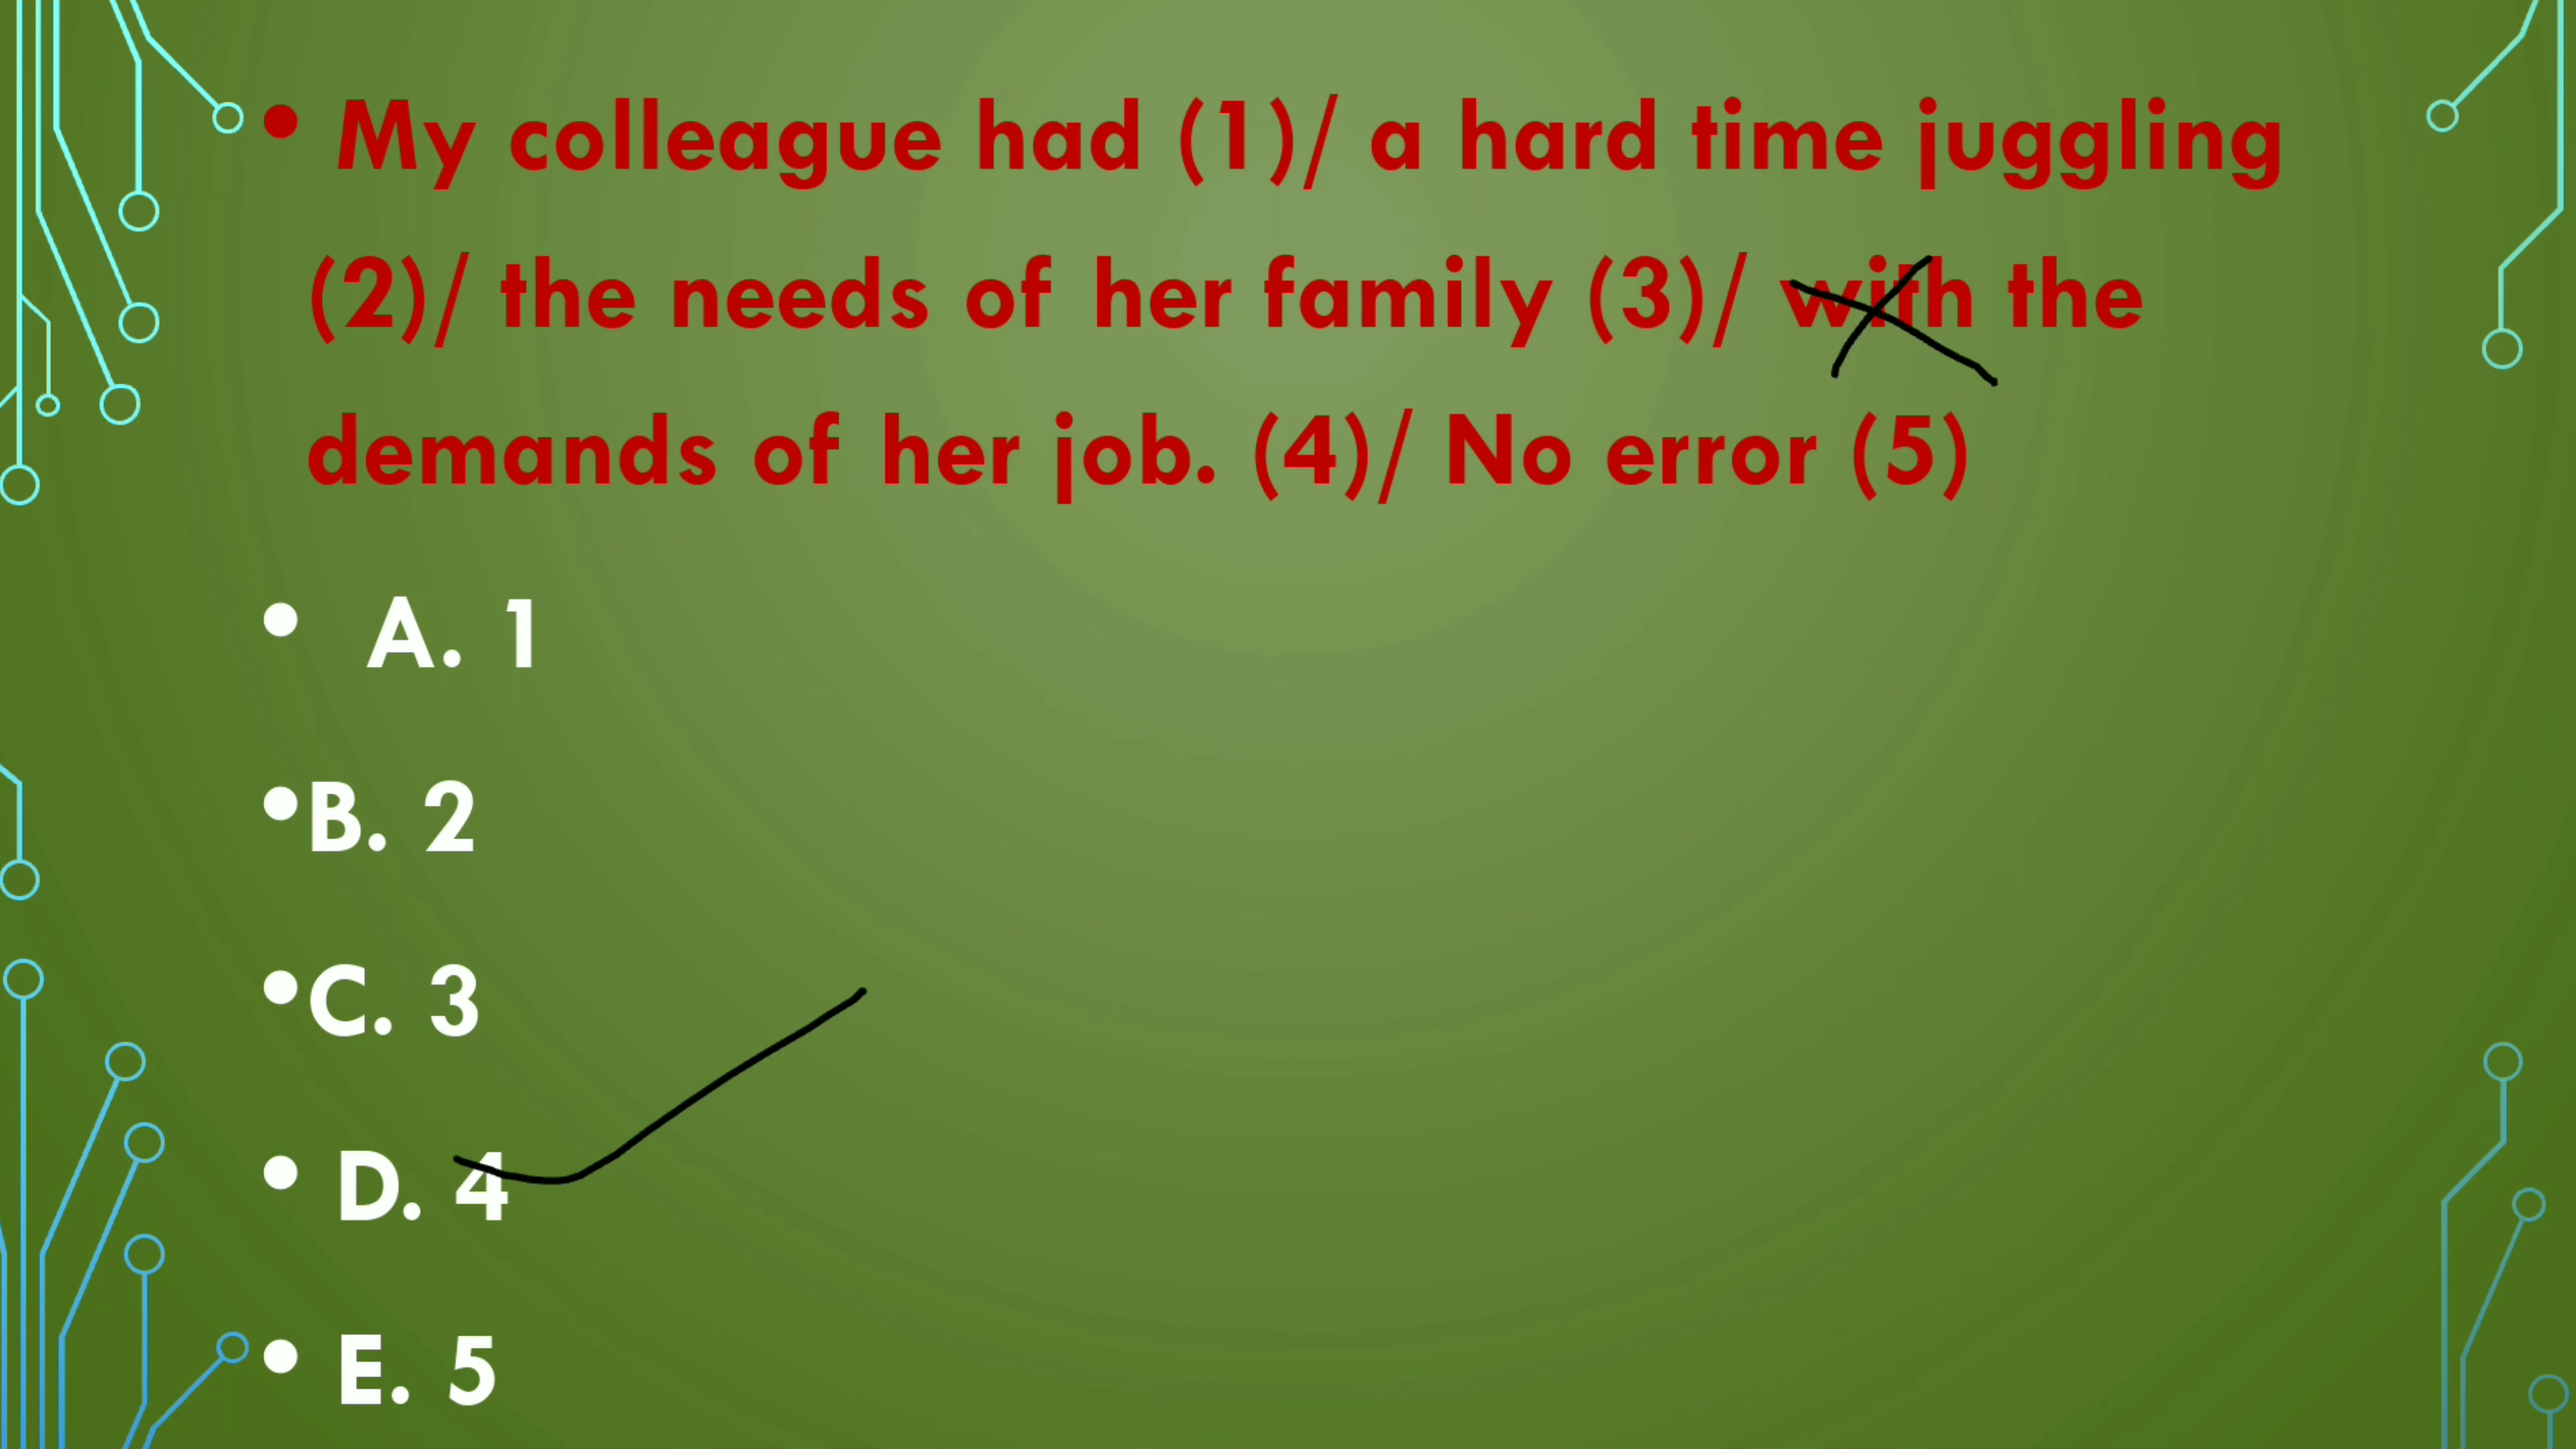 • My colleague had (1)/ a hard time juggling
(2)/ the needs of her family (3)/ with the
demands of her job. (4)/ No error (5)
• A. 1
•B. 2
•C. 3
• D. 4
• E. 5